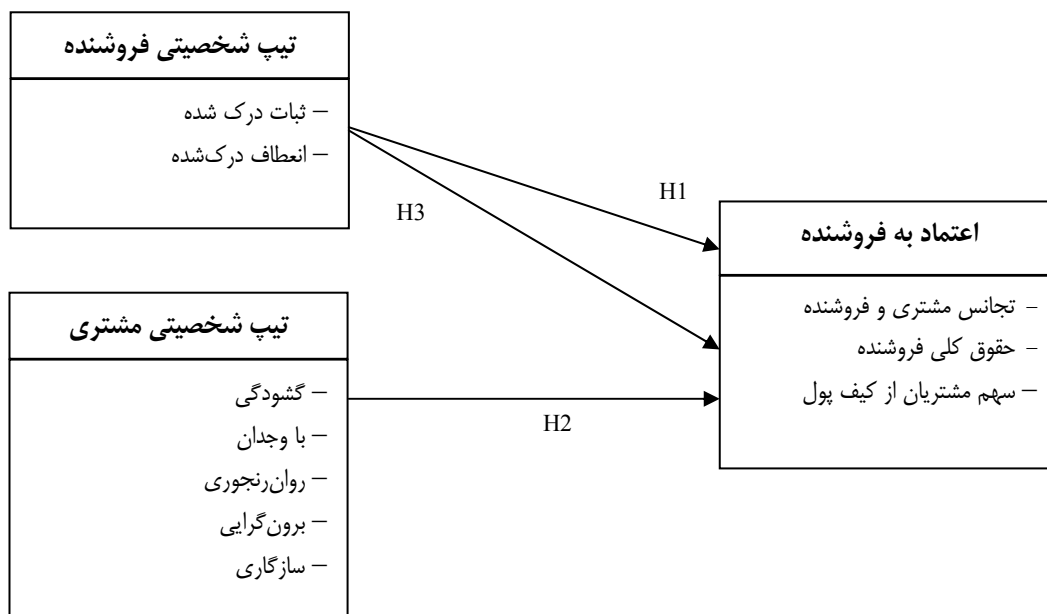 تیپ شخصیتی فروشنده
– ثبات درک شده
– انعطاف درک‌شده
H1
H3
اعتماد به فروشنده
- تجانس مشتری و فروشنده
- حقوق کلی فروشنده
– سهم مشتریان از کیف پول
تیپ شخصیتی مشتری
– گشودگی
– با وجدان
– روان‌رنجوری
– برون‌گرایی
– سازگاری
H2